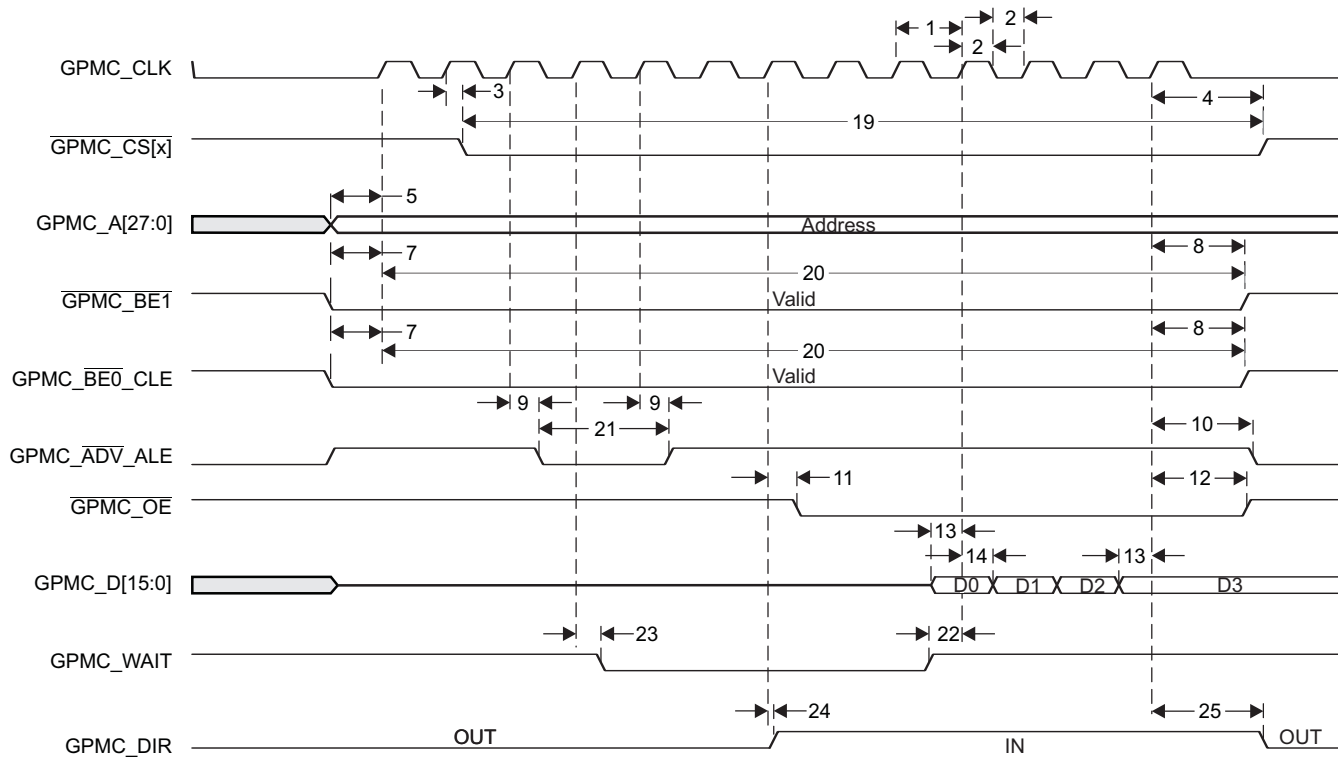 1
2
2
GPMC_CLK
3
4
19
GPMC_CS[x]
5
GPMC_A[27:0]
Address
7
8
20
GPMC_BE1
Valid
7
8
20
GPMC_BE0_CLE
Valid
9
9
21
10
GPMC_ADV_ALE
11
12
GPMC_OE
13
14
13
GPMC_D[15:0]
D0
D1
D2
D3
23
22
GPMC_WAIT
24
25
GPMC_DIR
OUT
IN
OUT